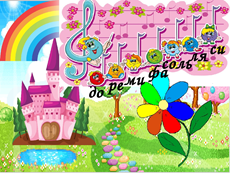 до ре ми фа соль ля си